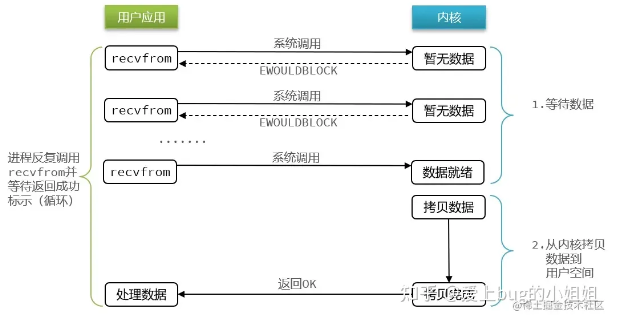 用户应用
内核
recvfrom
系统调用
EWOULDBLOCK
暂无数据
recvfrom
系统调用
EWOULDBLOCK
暂无数据
1.等待数据
.......
进程反复调用
recvfrom并
等待返回成功
标示（循环）
recvfrom
系统调用
数据就绪
拷贝数据
2.从内核拷贝
数据到
用户空间
处理数据
返回OK
拷贝完成
知乎 @爱上bug的小姐姐
@稀土掘金技术社区